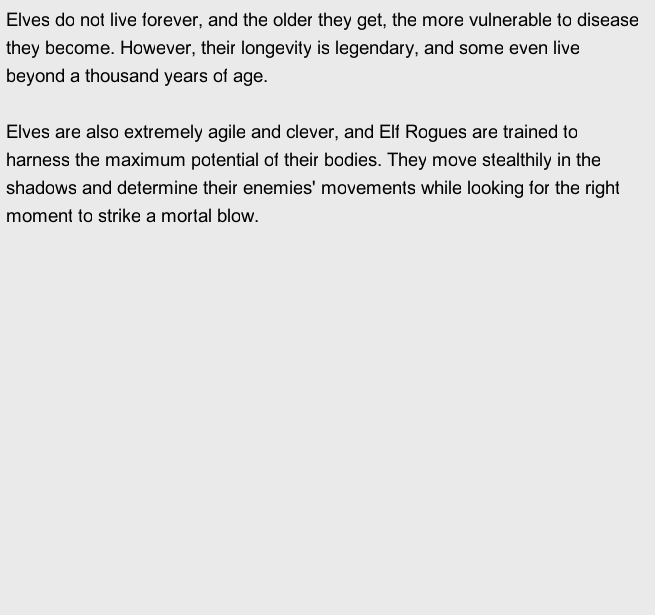 Elves do not live forever, and the older they get, the more vulnerable to disease
they become. However, their longevity is legendary, and some even live
beyond a thousand years of age.
Elves are also extremely agile and clever, and Elf Rogues are trained to
harness the maximum potential of their bodies. They move stealthily in the
shadows and determine their enemies' movements while looking for the right
moment to strike a mortal blow.